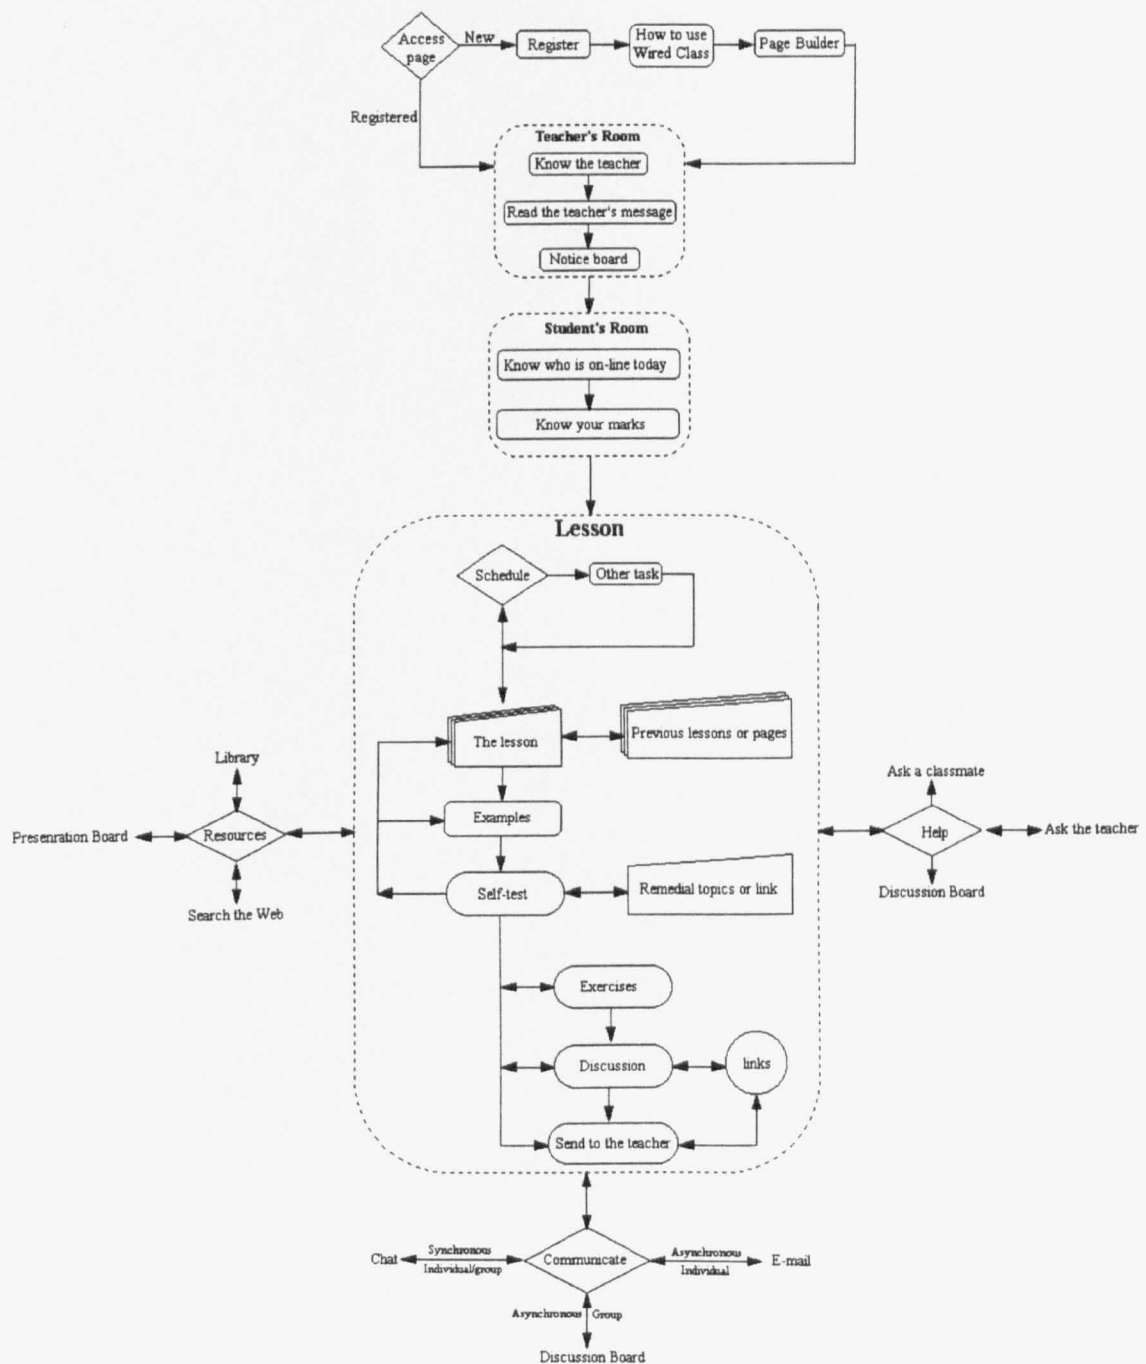 Access
page
New
Register
How to use
Wired Class
Page Builder
Registered
Teacher's Room
Know the teacher
Read the teacher's message
Notice board
Student's Room
Know who is on-line today
Know your marks
Lesson
Schedule
Other task
The lesson
Previous lessons or pages
Examples
Self-test
Remedial topics or link
Exercises
Discussion
links
Send to the teacher
Library
Presenration Board
Resources
Search the Web
Ask a classmate
Help
Ask the teacher
Discussion Board
Chat
Synchronous
Individual/group
Communicate
Asynchronous
Individual
E-mail
Asynchronous Group
Discussion Board